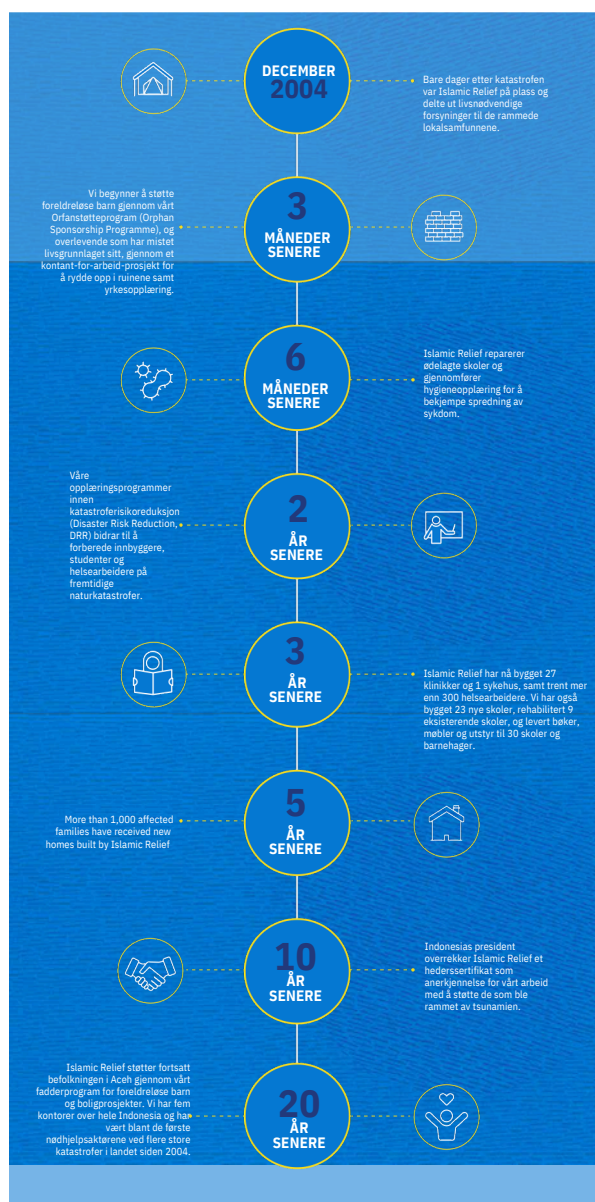 DECEMBER
2004
Bare dager etter katastrofen
var Islamic Relief på plass og
delte ut livsnødvendige
forsyninger til de rammede
lokalsamfunnene.
3
MÅNEDER
SENERE
Vi begynner å støtte
foreldreløse barn gjennom vårt
Orfanstøtteprogram (Orphan
Sponsorship Programme), og
overlevende som har mistet
livsgrunnlaget sitt, gjennom et
kontant-for-arbeid-prosjekt for
å rydde opp i ruinene samt
yrkesopplæring.
6
MÅNEDER
SENERE
Islamic Relief reparerer
ødelagte skoler og
gjennomfører
hygieneopplæring for å
bekjempe spredning av
sykdom.
2
ÅR
SENERE
Våre
opplæringsprogrammer
innen
katastroferisikoreduksjon
(Disaster Risk Reduction,
DRR) bidrar til å
forberede innbyggere,
studenter og
helsearbeidere på
fremtidige
naturkatastrofer.
3
ÅR
SENERE
Islamic Relief har nå bygget 27
klinikker og 1 sykehus, samt trent mer
enn 300 helsearbeidere. Vi har også
bygget 23 nye skoler, rehabilitert 9
eksisterende skoler, og levert bøker,
møbler og utstyr til 30 skoler og
barnehager.
5
ÅR
SENERE
More than 1,000 affected
families have received new
homes built by Islamic Relief
10
ÅR
SENERE
Indonesias president
overrekker Islamic Relief et
hederssertifikat som
anerkjennelse for vårt arbeid
med å støtte de som ble
rammet av tsunamien.
20
ÅR
SENERE
Islamic Relief støtter fortsatt
befolkningen i Aceh gjennom vårt
fadderprogram for foreldreløse barn
og boligprosjekter. Vi har fem
kontorer over hele Indonesia og har
vært blant de første
nødhjelpsaktørene ved flere store
katastrofer i landet siden 2004.